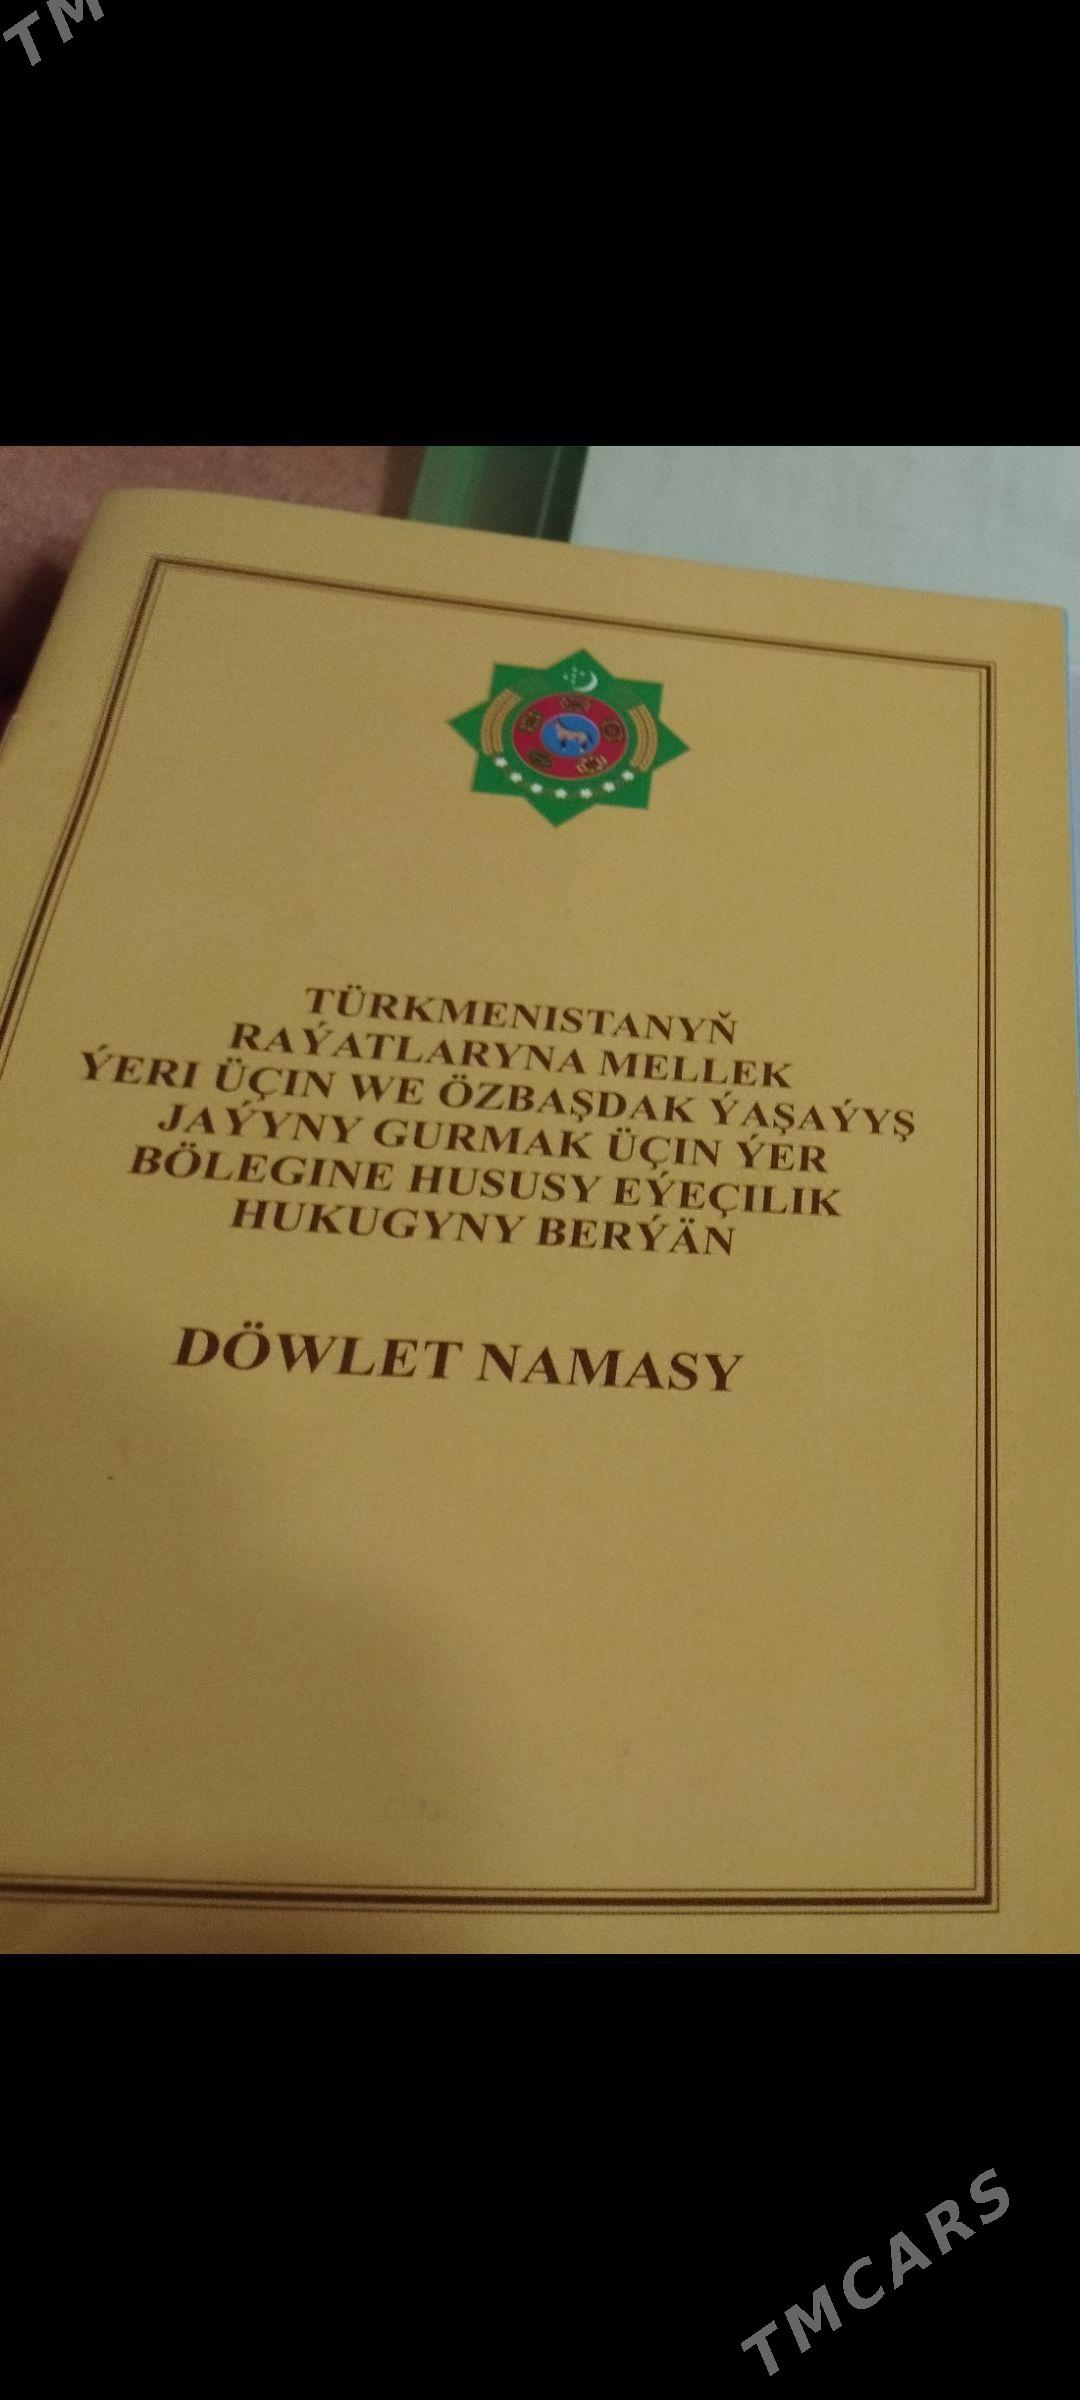 TM
TÜRKMENISTANYŇ
RAÝATLARYNA MELLEK
ÝERI ÜÇIN WE ÖZBAŞDAK ÝAŞAÝYŞ
JAÝYNY GURMAK ÜÇIN ÝER
BÖLEGINE HUSUSY EÝEÇILIK
HUKUGYNY BERÝÄN
DÖWLET NAMASY
TMCARS